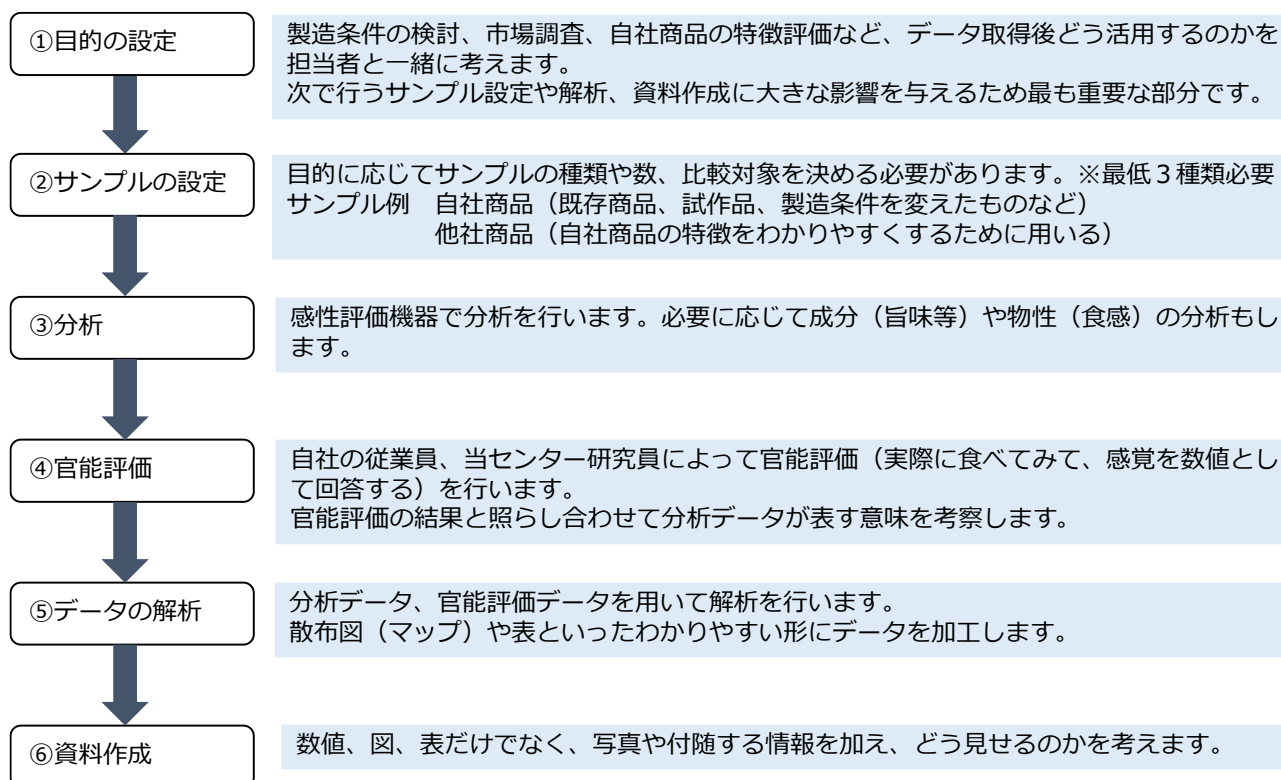 ①目的の設定
製造条件の検討、市場調査、自社商品の特徴評価など、データ取得後どう活用するのかを
担当者と一緒に考えます。
次で行うサンプル設定や解析、資料作成に大きな影響を与えるため最も重要な部分です。
②サンプルの設定
目的に応じてサンプルの種類や数、比較対象を決める必要があります。※最低３種類必要
サンプル例　自社商品（既存商品、試作品、製造条件を変えたものなど）
他社商品（自社商品の特徴をわかりやすくするために用いる）
③分析
感性評価機器で分析を行います。必要に応じて成分（旨味等）や物性（食感）の分析もし
ます。
④官能評価
自社の従業員、当センター研究員によって官能評価（実際に食べてみて、感覚を数値とし
て回答する）を行います。
官能評価の結果と照らし合わせて分析データが表す意味を考察します。
⑤データの解析
分析データ、官能評価データを用いて解析を行います。
散布図（マップ）や表といったわかりやすい形にデータを加工します。
⑥資料作成
数値、図、表だけでなく、写真や付随する情報を加え、どう見せるのかを考えます。